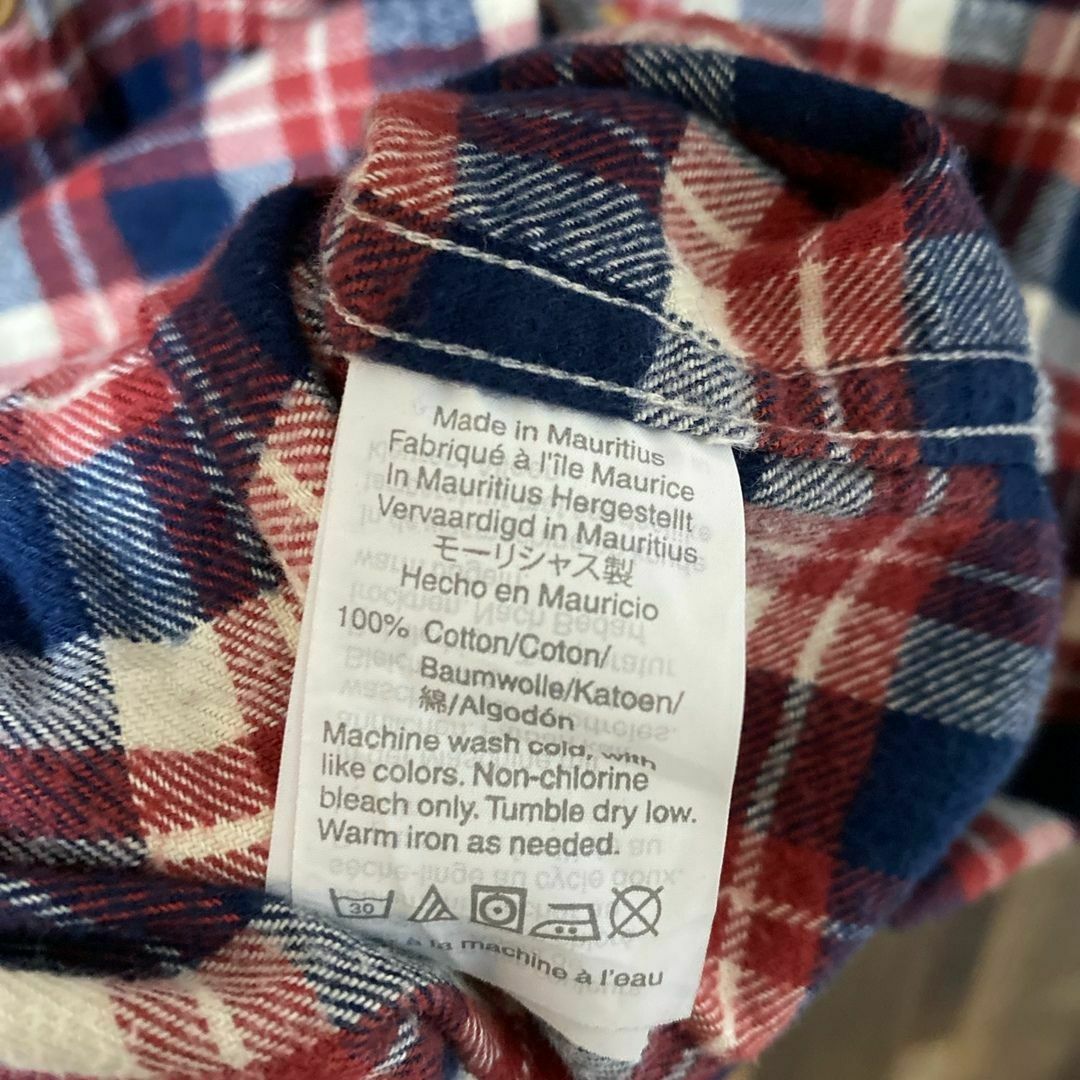 Made in Mauritius
Fabriqué à l'île Maurice
In Mauritius Hergestellt
Vervaardigd in Mauritius
モーリシャス製
Hecho en Mauricio
100% Cotton/Coton/
Baumwolle/Katoen/
綿/Algodón
Machine wash cold, with
like colors. Non-chlorine
bleach only. Tumble dry low.
Warm iron as needed.
30
à la machine à l'eau